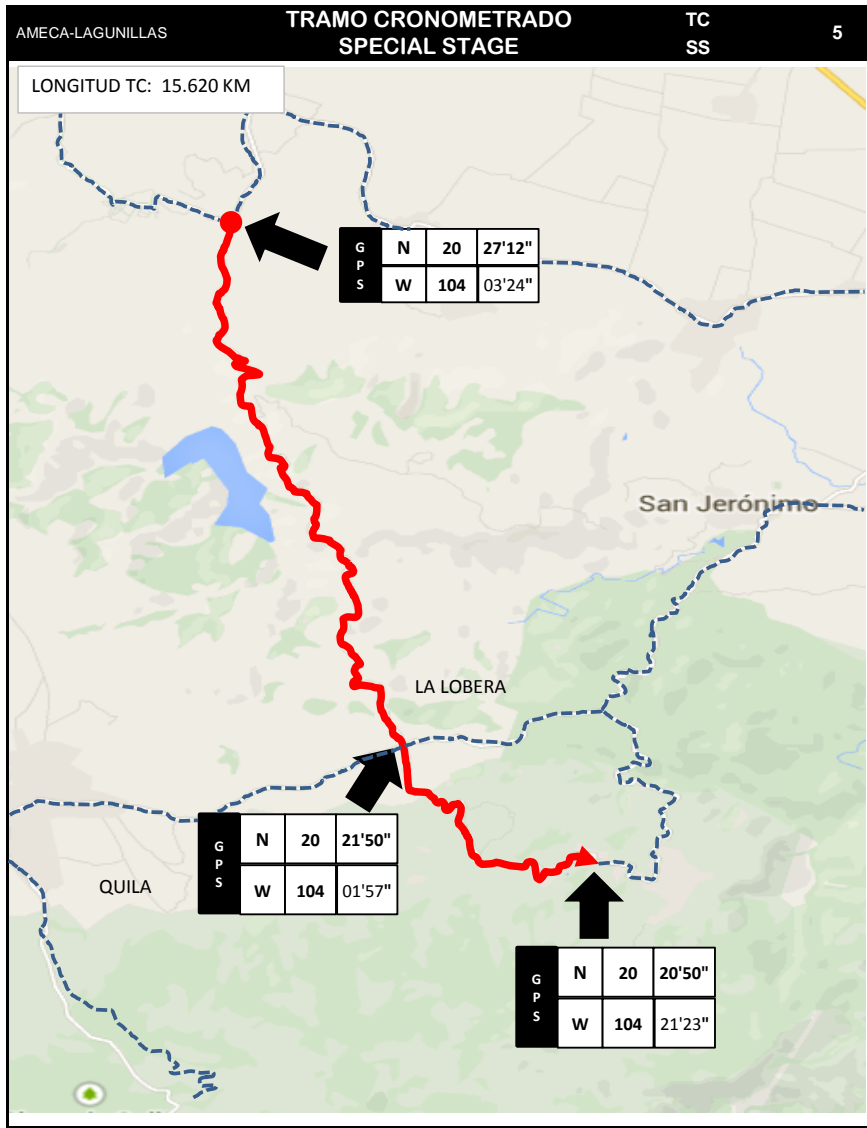 AMECA-LAGUNILLAS
TRAMO CRONOMETRADO
SPECIAL STAGE
TC
SS
5
LONGITUD TC: 15.620 KM
GPS
N 20 27'12"
W 104 03'24"
San Jerónimo
LA LOBERA
GPS
N 20 21'50"
W 104 01'57"
QUILA
GPS
N 20 20'50"
W 104 21'23"